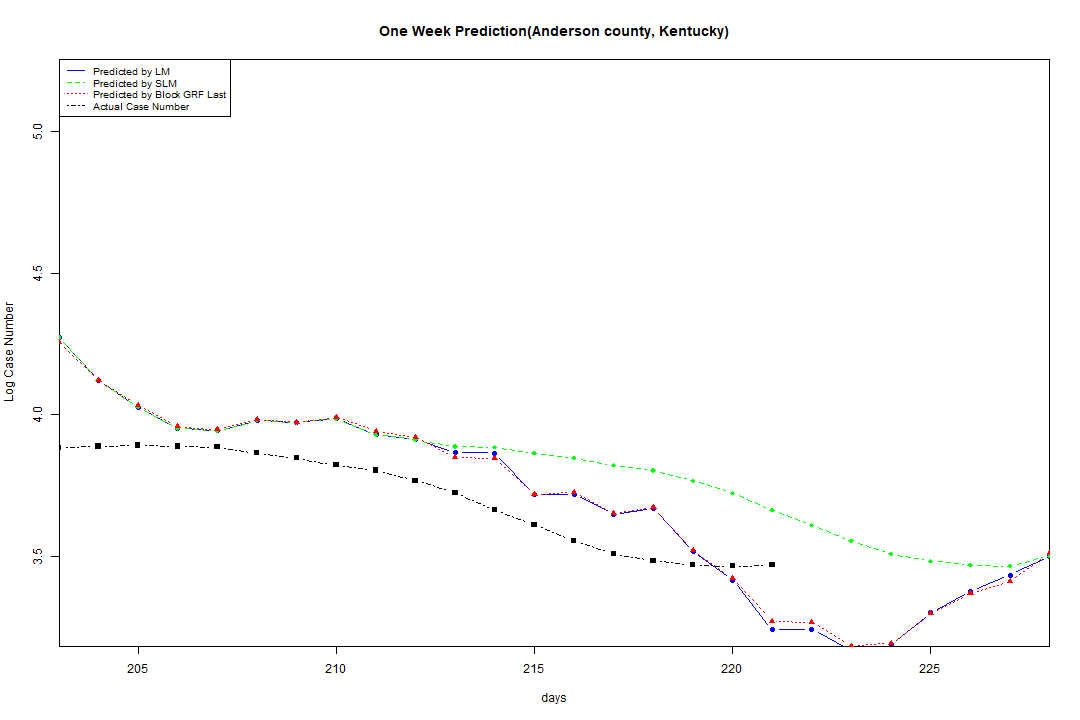 One Week Prediction(Anderson county, Kentucky)
Predicted by LM
Predicted by SLM
Predicted by Block GRF Last
Actual Case Number
5.0
4.5
4.0
3.5
Log Case Number
205
210
215
220
225
days